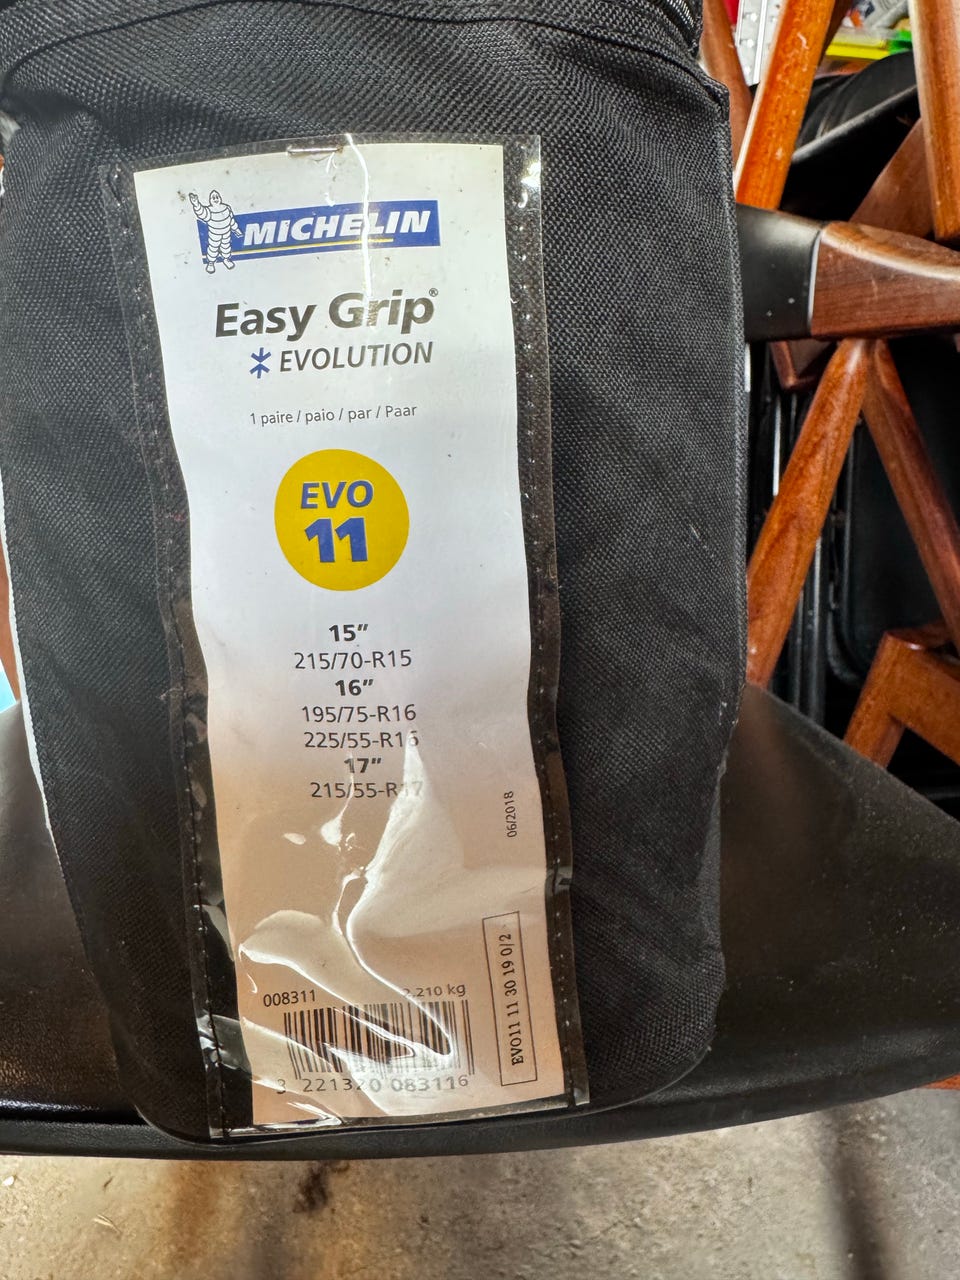 MICHELIN
Easy Grip®
EVOLUTION
1 paire / paio / par / Paar
EVO
11
15”
215/70-R15
16”
195/75-R16
225/55-R16
17”
215/55-R17
06/2018
008311
2.210 kg
3 221320 083116
EVO11 11 30 19 0/2